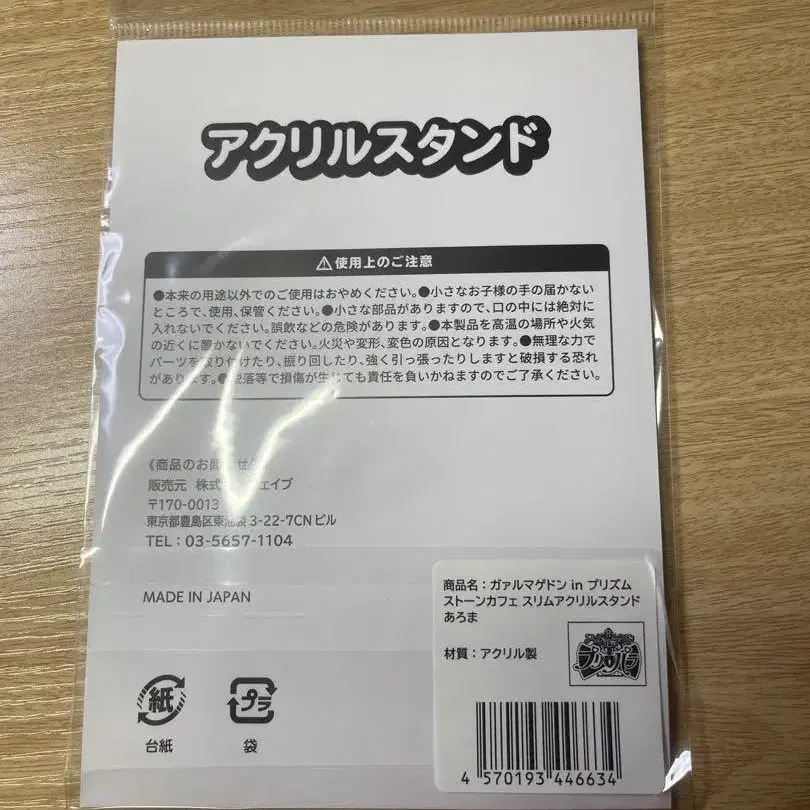 アクリルスタンド
⚠使用上のご注意
●本来の用途以外でのご使用はおやめください。●小さなお子様の手の届かない
ところで、使用、保管ください。●小さな部品がありますので、口の中には絶対に
入れないでください。誤飲などの危険があります。●本製品を高温の場所や火気
の近くに置かないでください。火災や変形、変色の原因となります。●無理な力で
パーツを取り付けたり、振り回したり、強く引っ張ったりしますと破損する恐れ
があります。●脱落等で損傷が生じても責任を負いかねますのでご了承ください。
《商品のお問
販売元 株式 ェイブ
〒170-0013
東京都豊島区東池袋3-22-7CNビル
TEL：03-5657-1104
MADE IN JAPAN
紙
台紙
プラ
袋
商品名：ガァルマゲドン in プリズム
ストーンカフェ スリムアクリルスタンド
あろま
材質：アクリル製
プリパラ
4 570193 446634